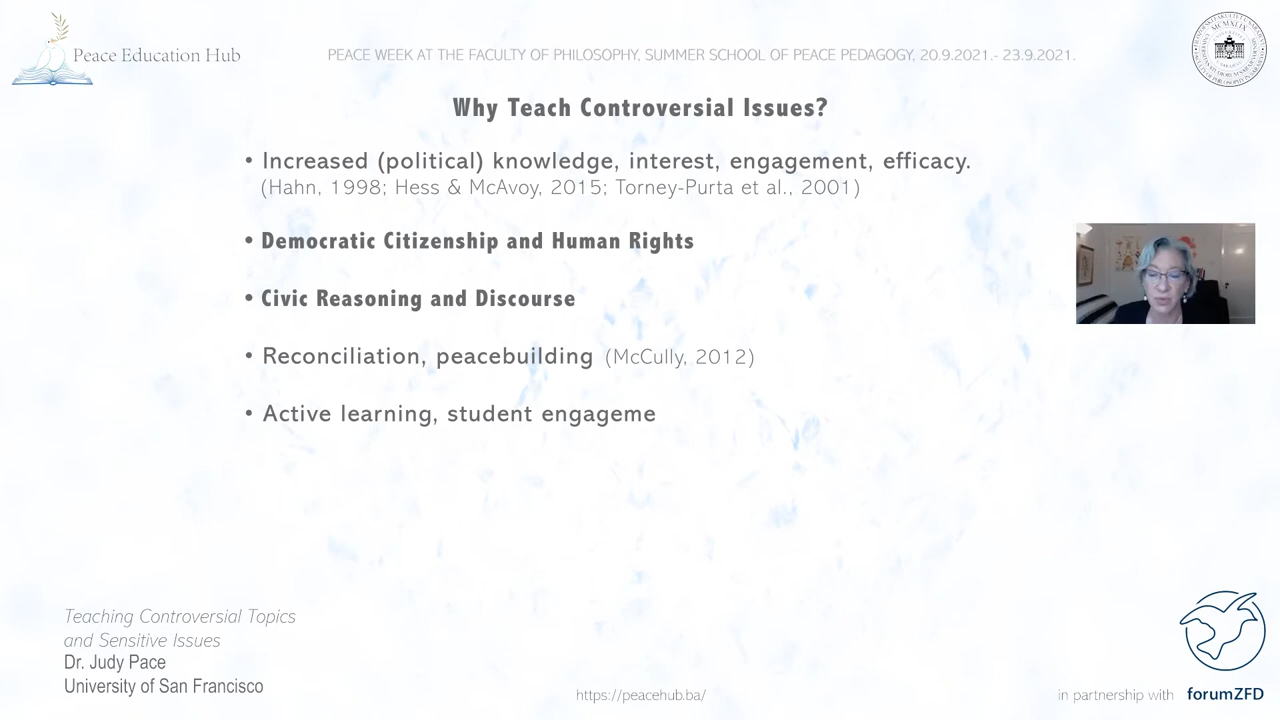 Peace Education Hub
PEACE WEEK AT THE FACULTY OF PHILOSOPHY, SUMMER SCHOOL OF PEACE PEDAGOGY, 20.9.2021.- 23.9.2021.
Why Teach Controversial Issues?
• Increased (political) knowledge, interest, engagement, efficacy.
(Hahn, 1998; Hess & McAvoy, 2015; Torney-Purta et al., 2001)
• Democratic Citizenship and Human Rights
• Civic Reasoning and Discourse
• Reconciliation, peacebuilding (McCully, 2012)
• Active learning, student engageme
Teaching Controversial Topics
and Sensitive Issues
Dr. Judy Pace
University of San Francisco
https://peacehub.ba/
in partnership with forumZFD